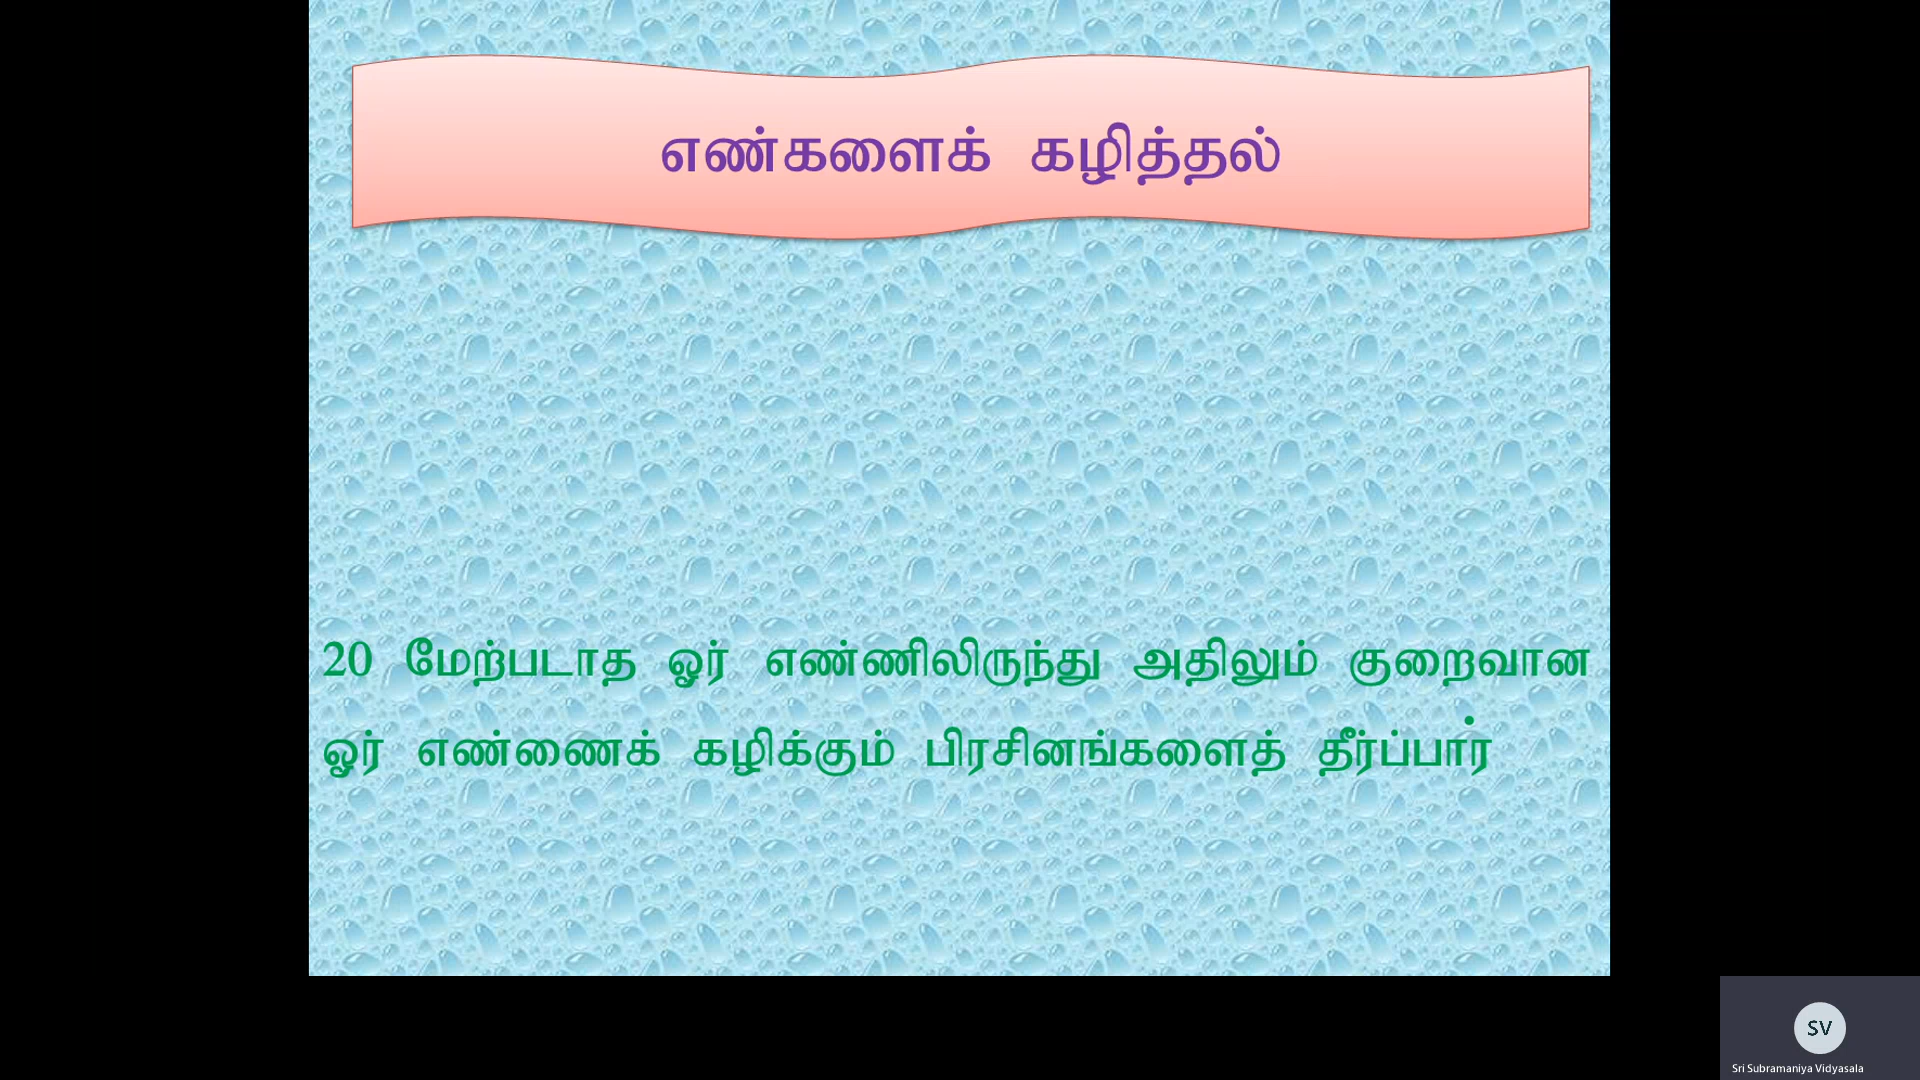 எண்களைக் கழித்தல்
20 மேற்படாத ஓர் எண்ணிலிருந்து அதிலும் குறைவான
ஓர் எண்ணைக் கழிக்கும் பிரசினங்களைத் தீர்ப்பார்
SV
Sri Subramaniya Vidyasala